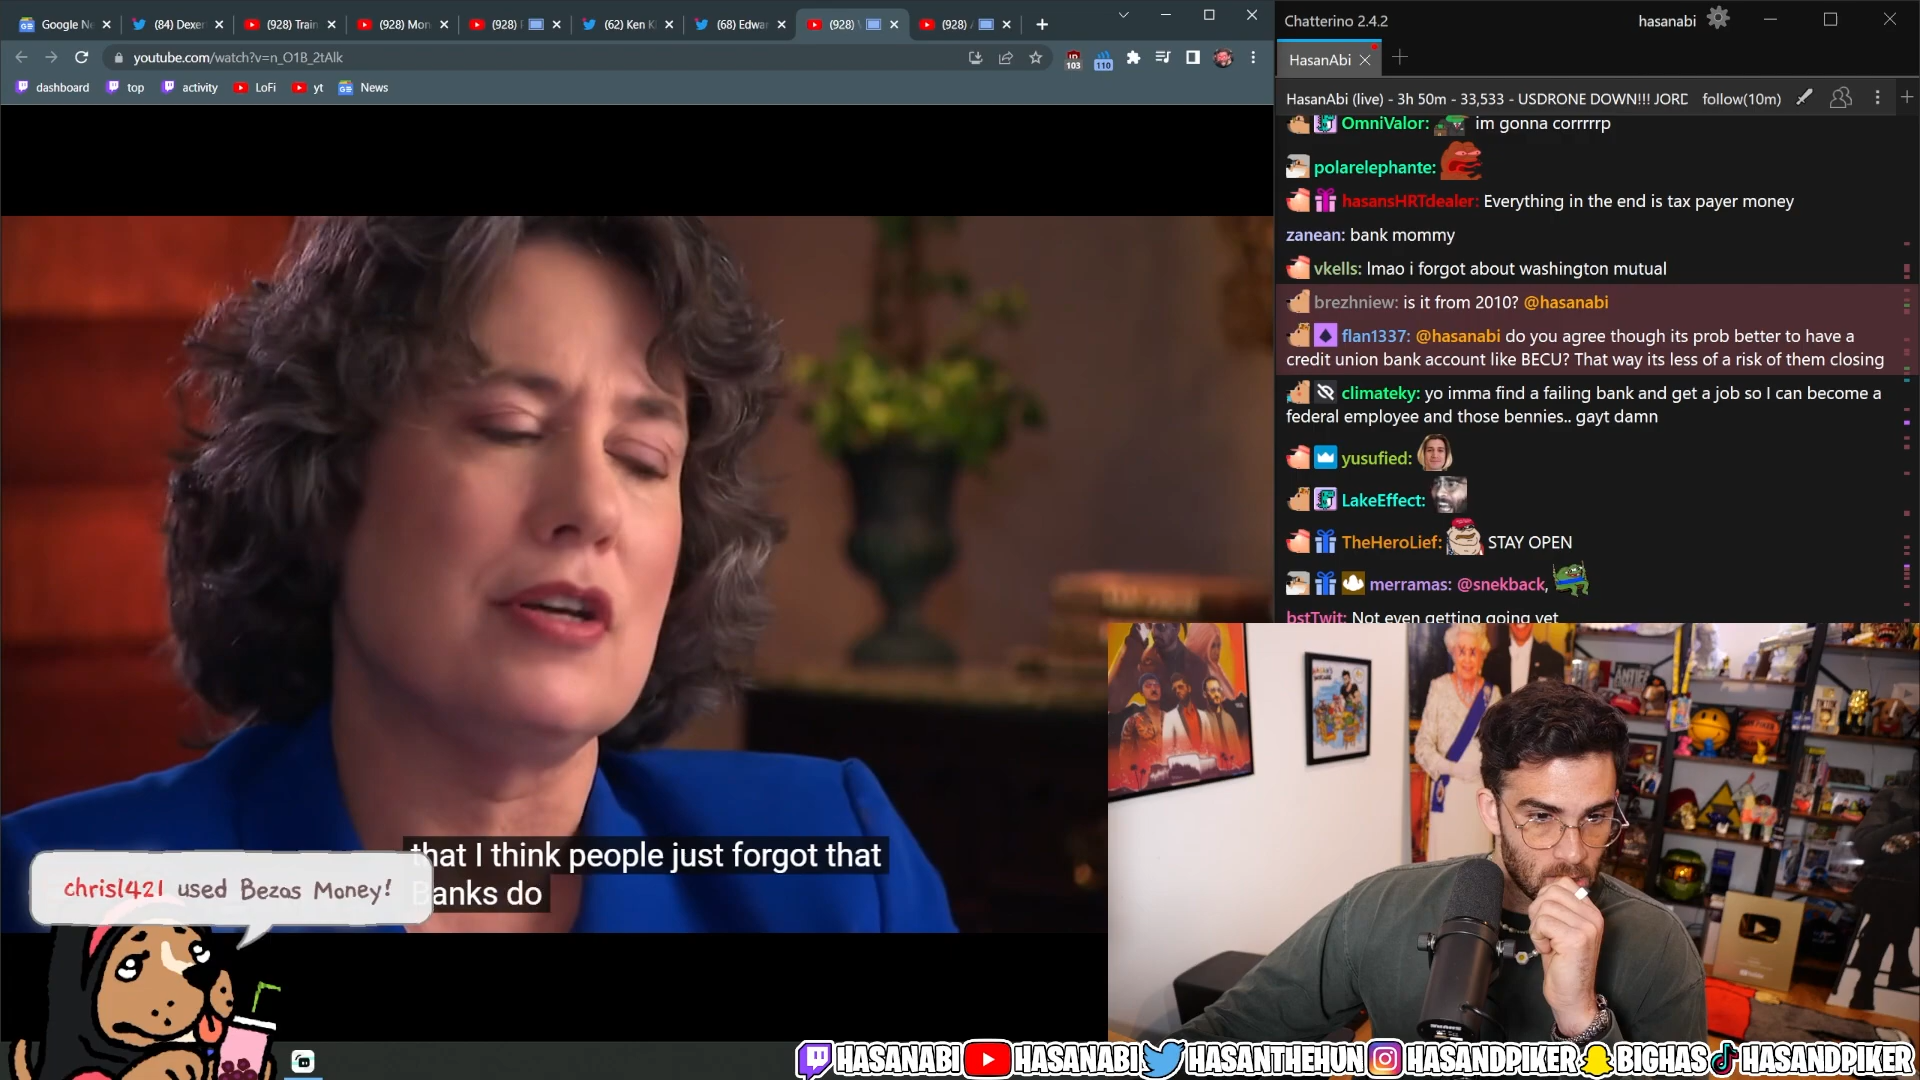 Google Ne
(84) Dexer
(928) Train
(928) Mon
(928)
(62) Ken K
(68) Edwar
(928)
(928)
youtube.com/watch?v=n_O1B_2tAlk
103
110
dashboard
top
activity
LoFi
yt
News
that I think people just forgot that
Banks do
chris1421 used Bezos Money!
Chatterino 2.4.2
hasanabi
HasanAbi
HasanAbi (live) - 3h 50m - 33,533 - USDRONE DOWN!!! JORD
follow(10m)
OmniValor: im gonna corrrrrp
polarelephante:
hasansHRTdealer: Everything in the end is tax payer money
zanean: bank mommy
vkells: lmao i forgot about washington mutual
brezhniew: is it from 2010? @hasanabi
flan1337: @hasanabi do you agree though its prob better to have a
credit union bank account like BECU? That way its less of a risk of them closing
climateky: yo imma find a failing bank and get a job so I can become a
federal employee and those bennies.. gayt damn
yusufied:
LakeEffect:
TheHeroLief: STAY OPEN
merramas: @snekback,
bstTwit: Not even getting going yet
HASANABI
HASANABI
HASANTHEHUN
HASANDPIKER
BIGHAS
HASANDPIKER